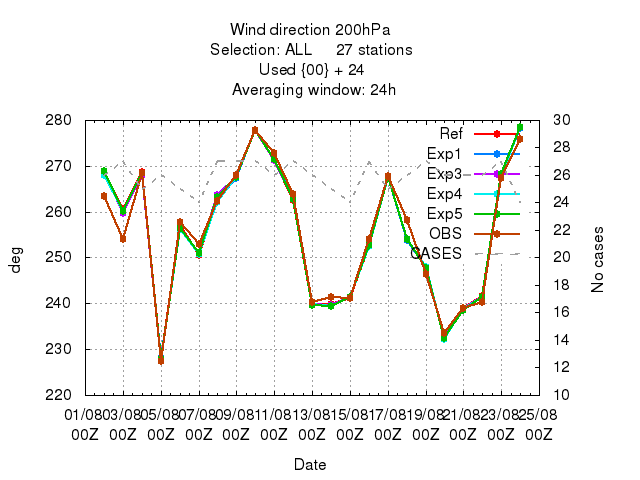 Wind direction 200hPa
Selection: ALL 27 stations
Used {00} + 24
Averaging window: 24h
280
270
260
250
240
230
220
deg
30
28
26
24
22
20
18
16
14
12
10
No cases
Ref
Exp1
Exp3
Exp4
Exp5
OBS
CASES
01/08 03/08 05/08 07/08 09/08 11/08 13/08 15/08 17/08 19/08 21/08 23/08 25/08
00Z 00Z 00Z 00Z 00Z 00Z 00Z 00Z 00Z 00Z 00Z 00Z 00Z
Date